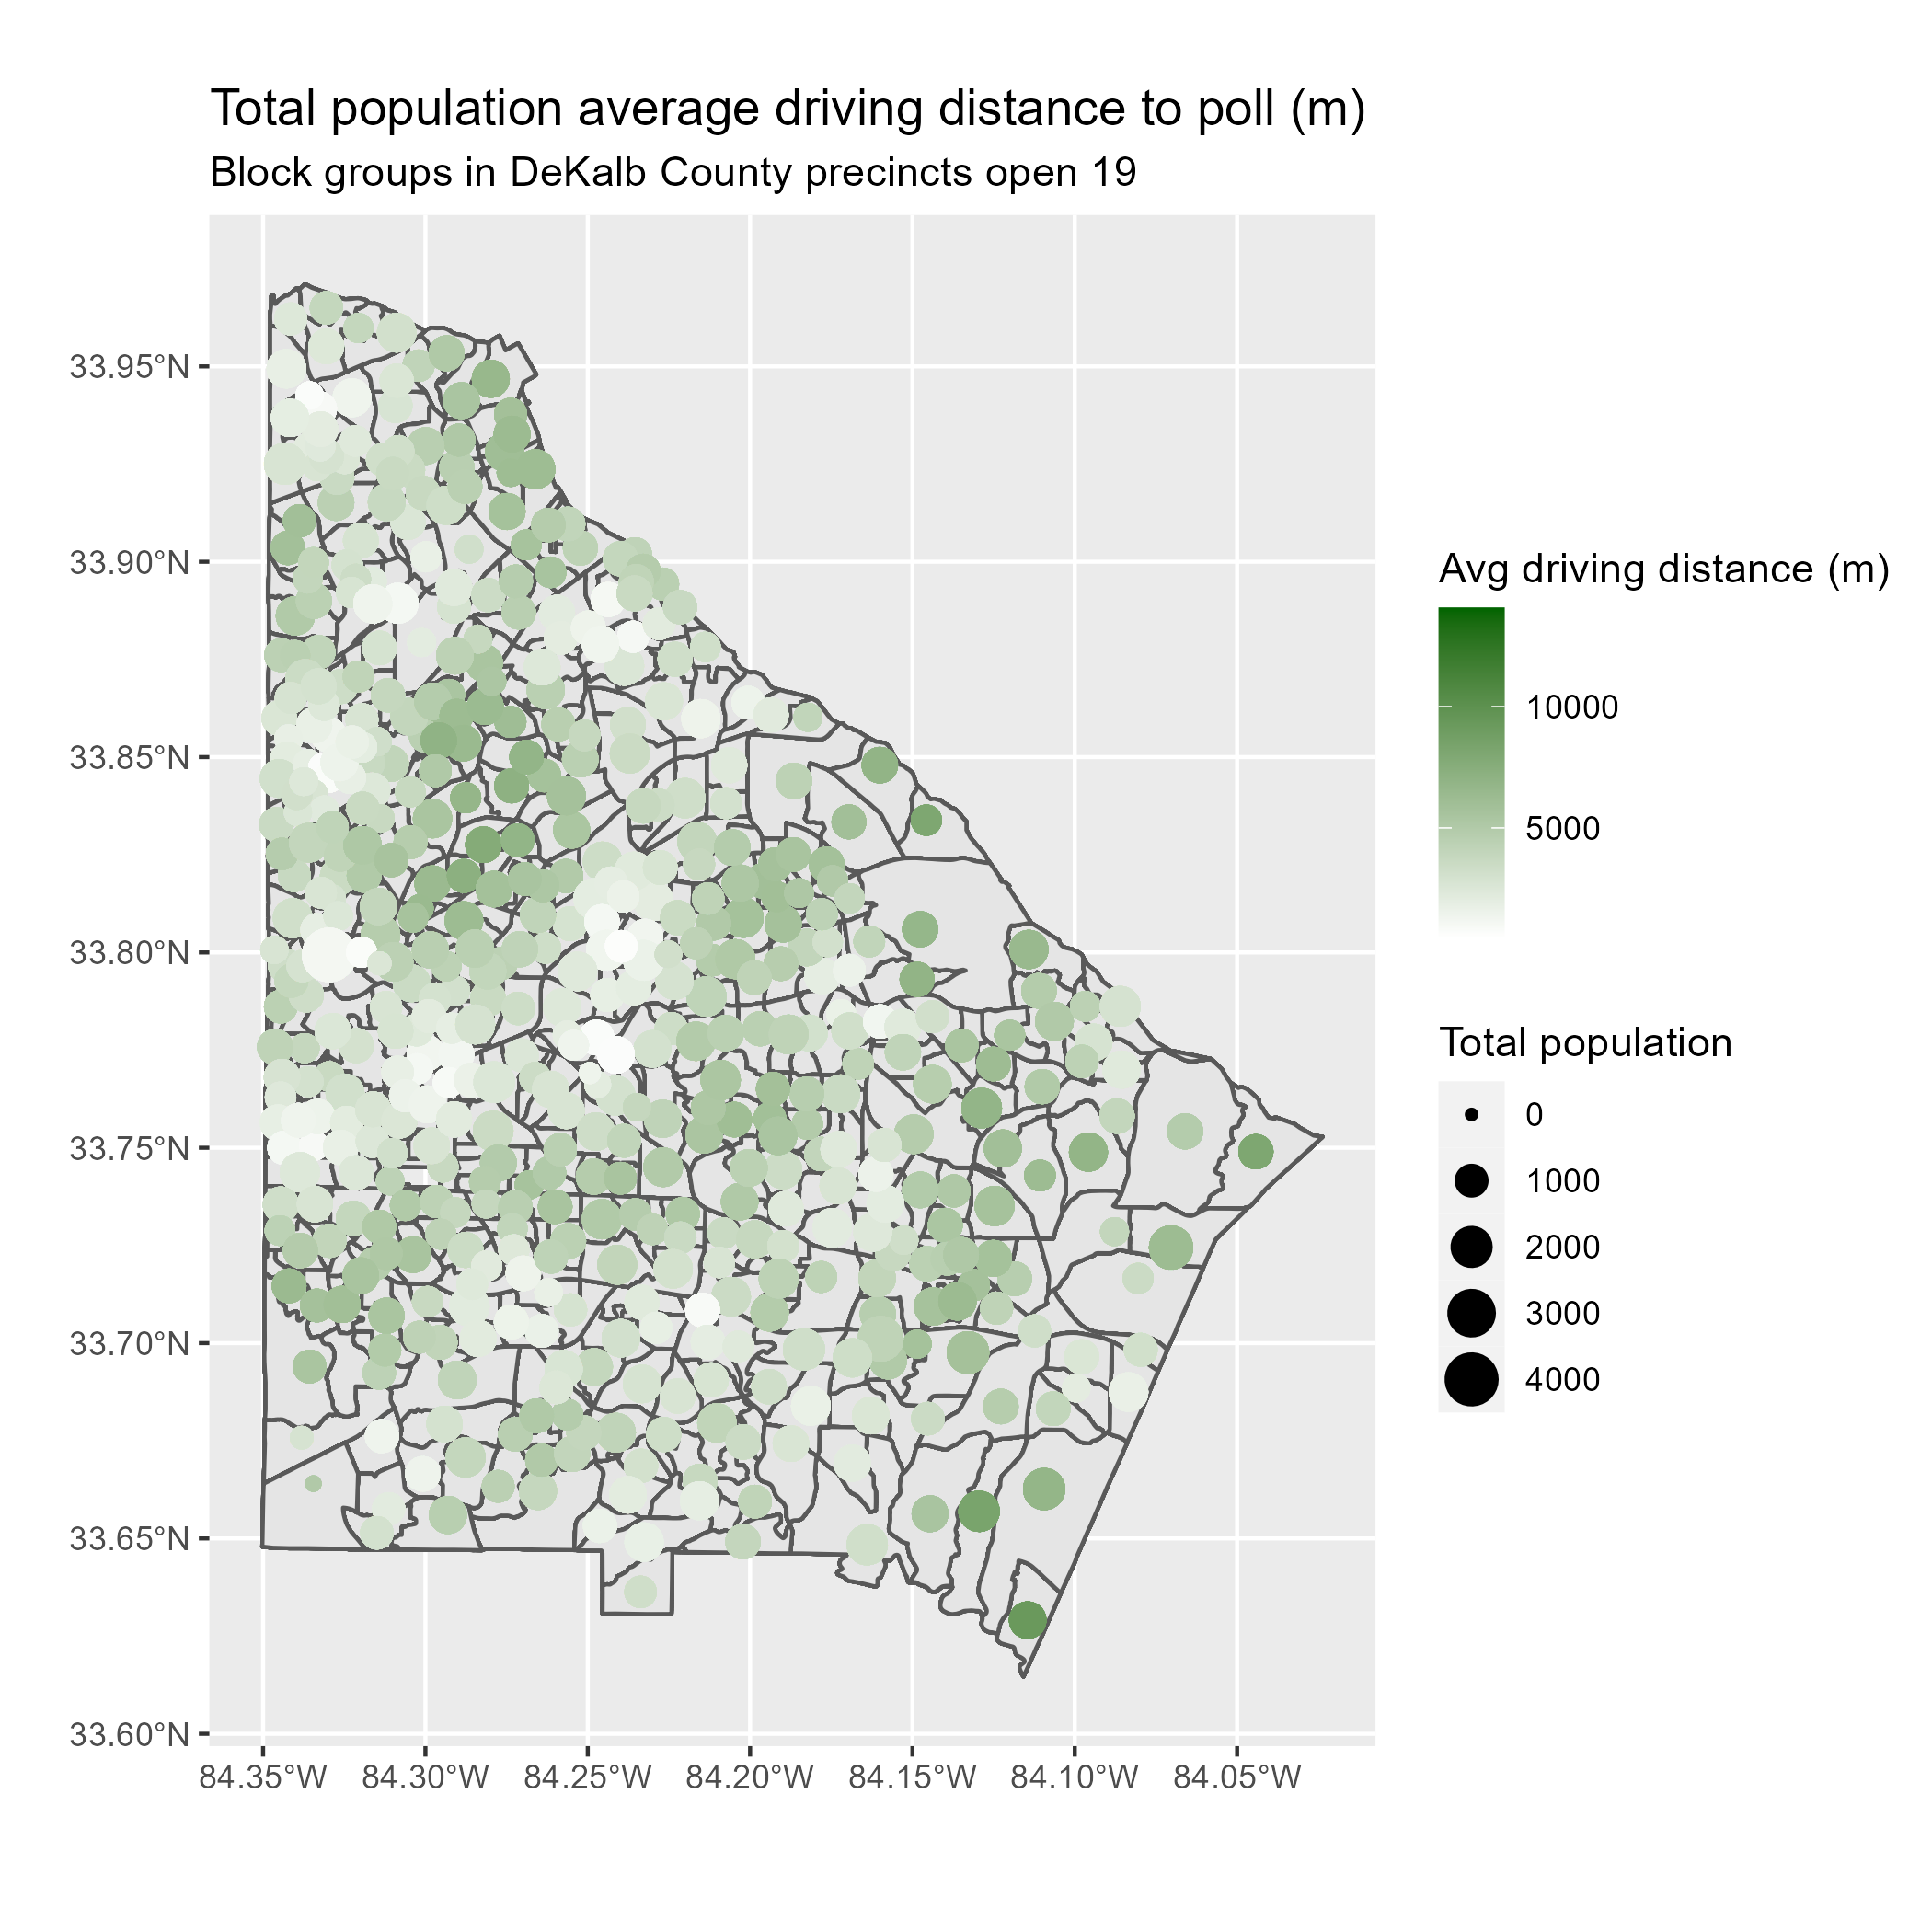 Total population average driving distance to poll (m)
Block groups in DeKalb County precincts open 19
33.95°N
33.90°N
33.85°N
33.80°N
33.75°N
33.70°N
33.65°N
33.60°N
84.35°W
84.30°W
84.25°W
84.20°W
84.15°W
84.10°W
84.05°W
Avg driving distance (m)
10000
5000
Total population
0
1000
2000
3000
4000